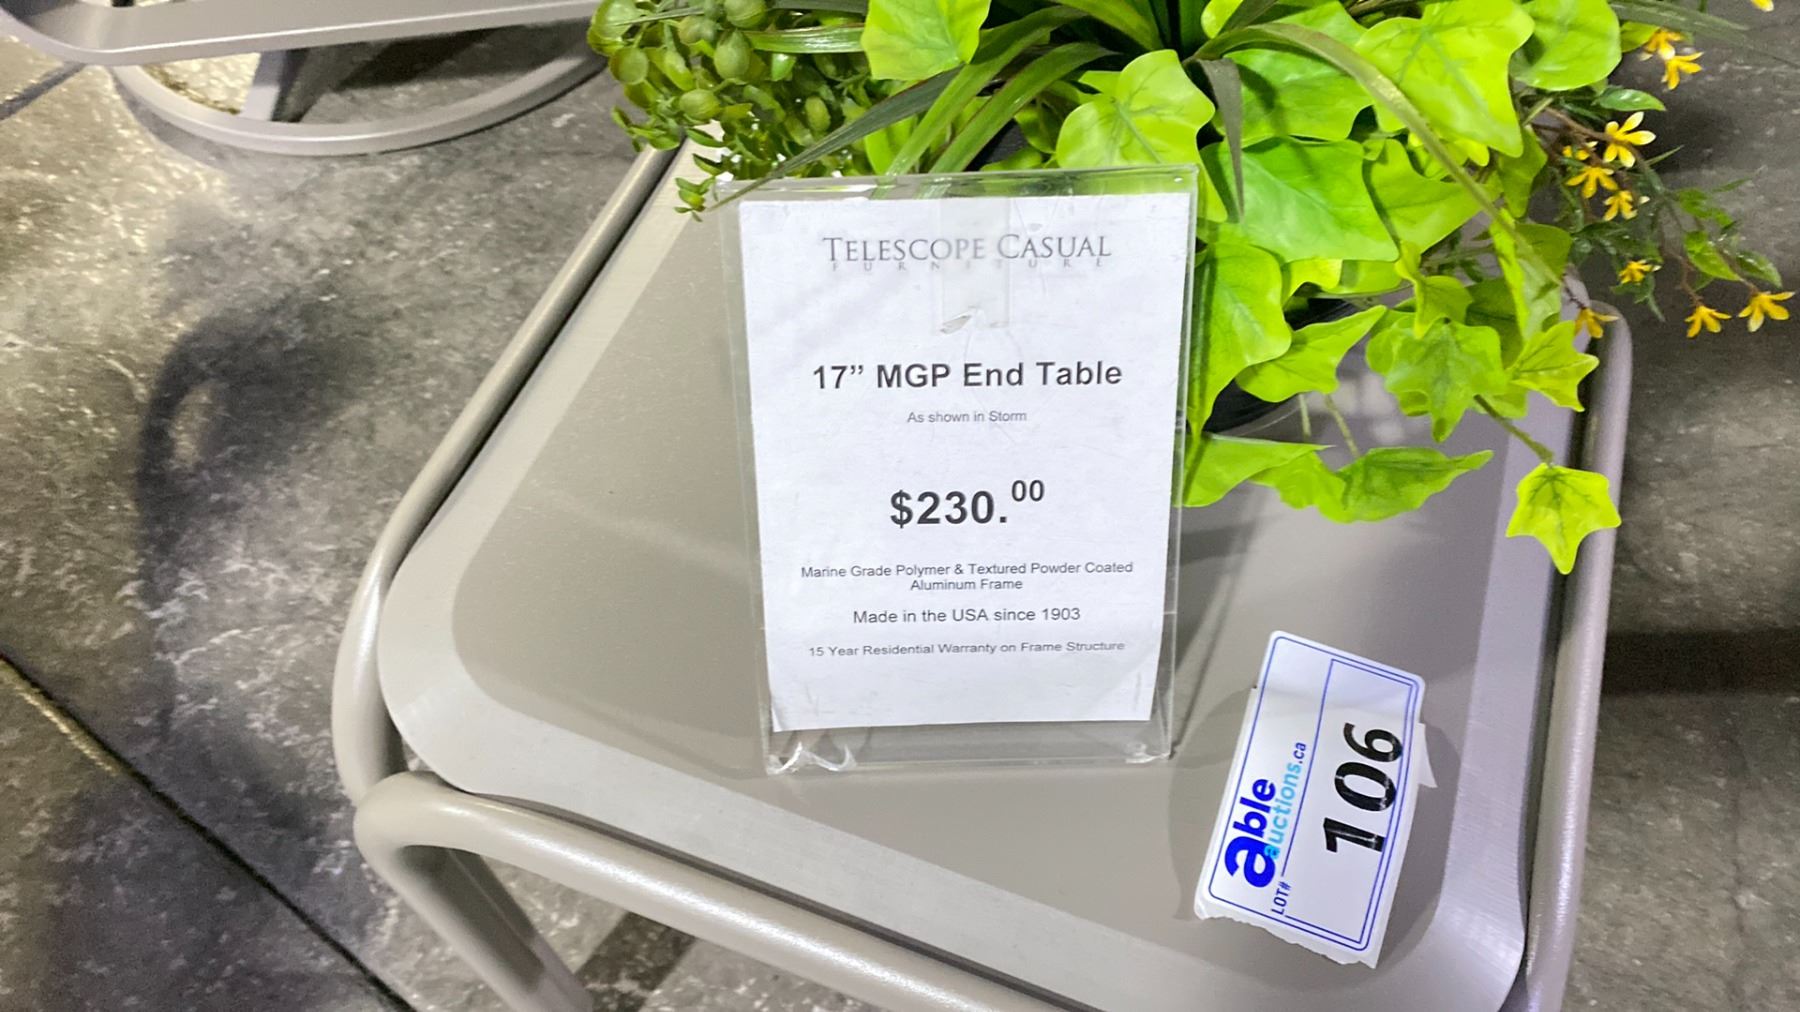 TELESCOPE CASUAL
FURNITURE
17” MGP End Table
As shown in Storm
$230.00
Marine Grade Polymer & Textured Powder Coated
Aluminum Frame
Made in the USA since 1903
15 Year Residential Warranty on Frame Structure
able
auctions.ca
LOT# 106